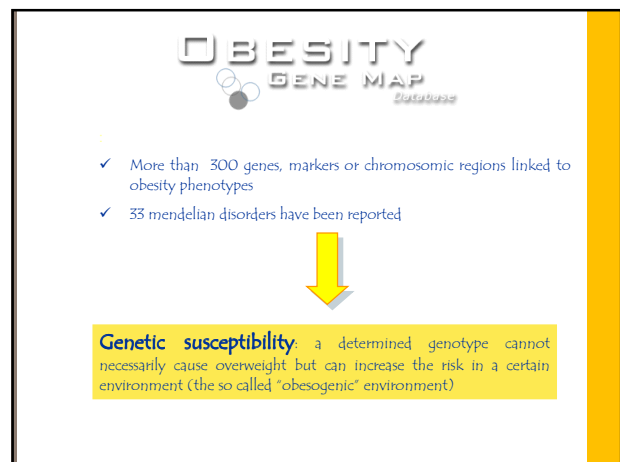 OBESITY
GENE MAP
Database
✓ More than 300 genes, markers or chromosomic regions linked to
obesity phenotypes
✓ 33 mendelian disorders have been reported
Genetic susceptibility: a determined genotype cannot
necessarily cause overweight but can increase the risk in a certain
environment (the so called "obesogenic" environment)